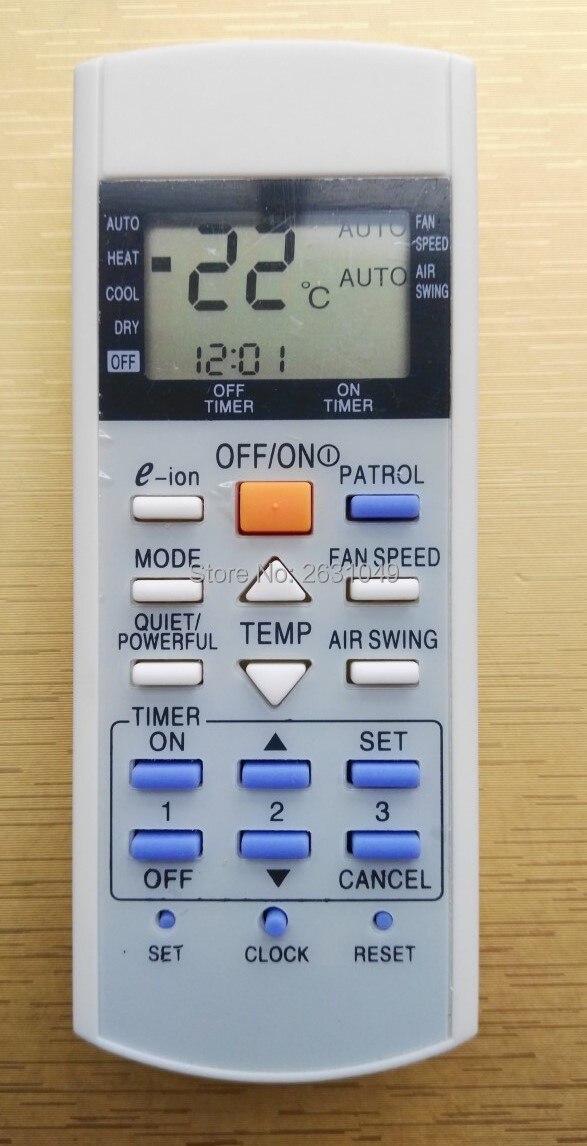 AUTO
HEAT
COOL
DRY
OFF
22
°C
AUTO
AUTO
12:01
FAN
SPEED
AIR
SWING
OFF
TIMER
ON
TIMER
OFF/ON
e-ion
PATROL
MODE
FAN SPEED
Store No: 2631049
QUIET/
POWERFUL
TEMP
AIR SWING
TIMER
ON
▲
SET
1
2
3
OFF
▼
CANCEL
SET
CLOCK
RESET